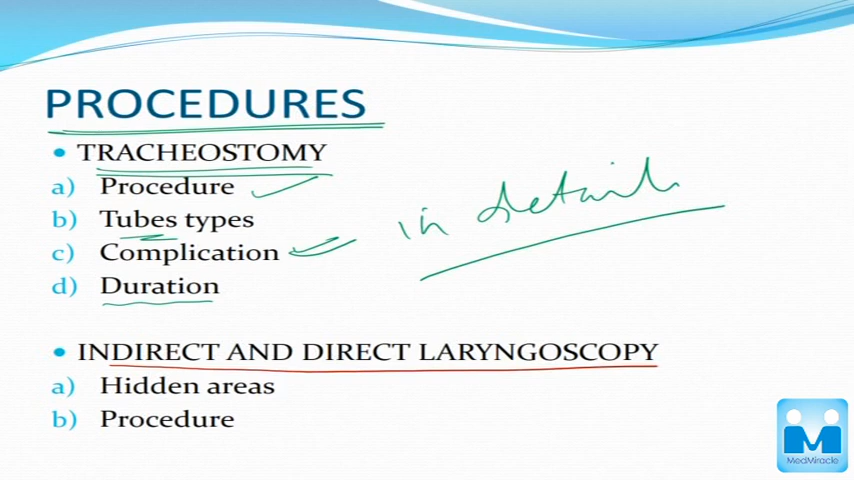 PROCEDURES
• TRACHEOSTOMY
a) Procedure
b) Tubes types
in detail
c) Complication
d) Duration
• INDIRECT AND DIRECT LARYNGOSCOPY
a) Hidden areas
b) Procedure
MedMiracle